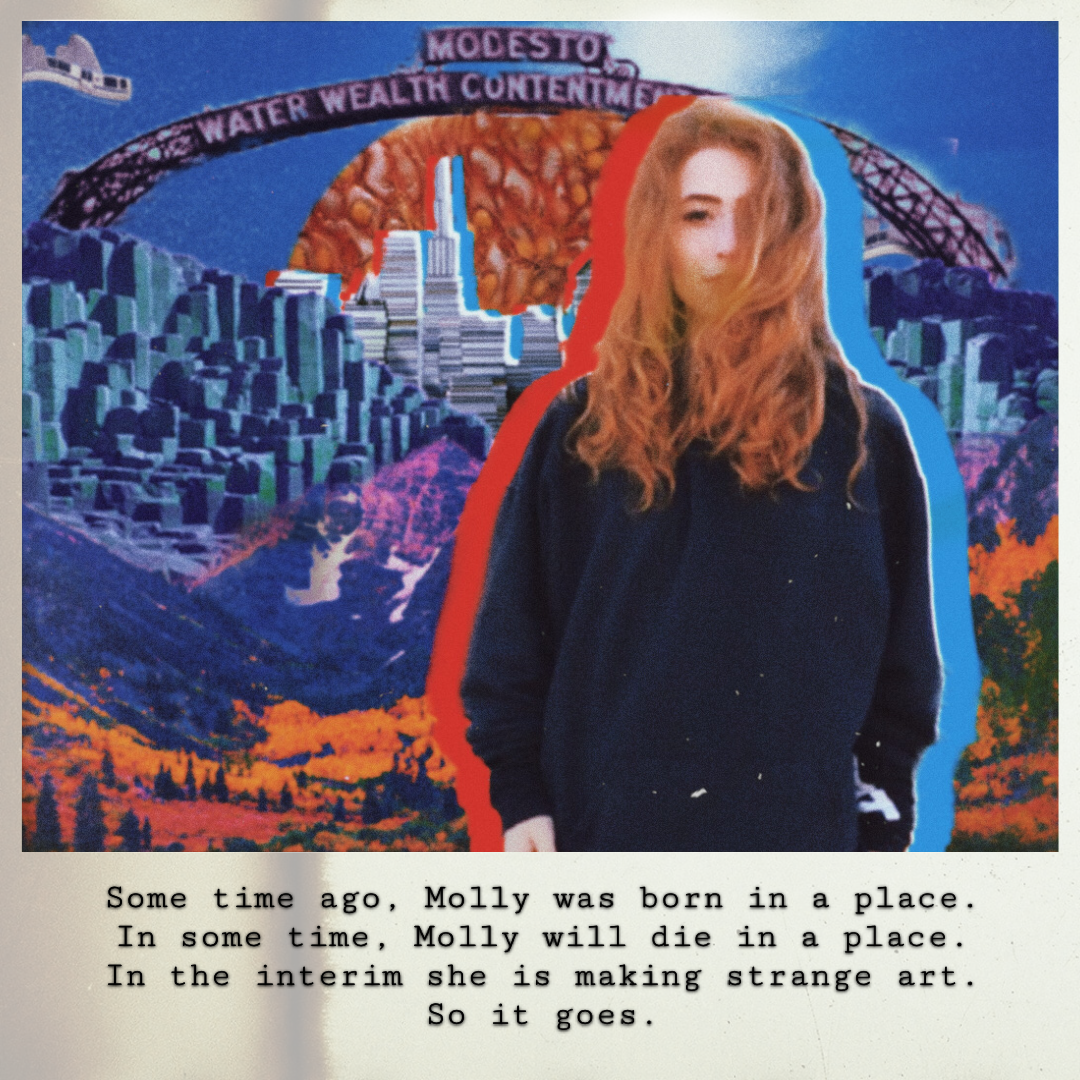 MODESTO
WATER WEALTH CONTENTMENT
Some time ago, Molly was born in a place.
In some time, Molly will die in a place.
In the interim she is making strange art.
So it goes.